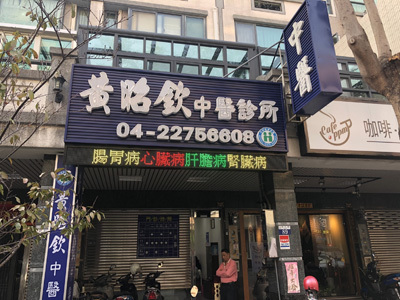 中醫
黃昭欽中醫診所
04-22756608
腸胃病心臟病肝膽病腎臟病
Cafe
咖啡
黃昭欽中醫